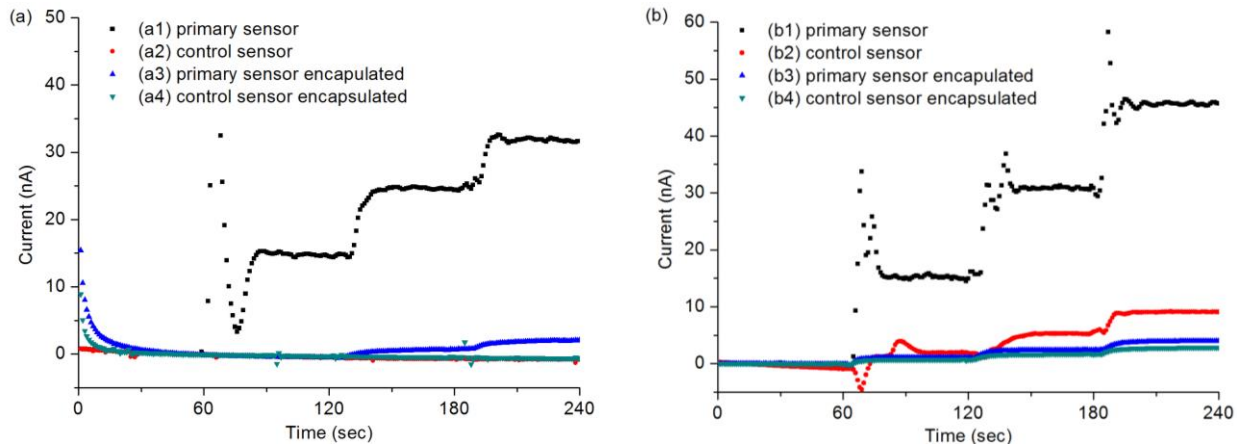 (a)
50
40
30
20
10
0
Current (nA)
(a1) primary sensor
(a2) control sensor
(a3) primary sensor encapulated
(a4) control sensor encapsulated
0 60 120 180 240
Time (sec)
(b)
60
50
40
30
20
10
0
Current (nA)
(b1) primary sensor
(b2) control sensor
(b3) primary sensor encapulated
(b4) control sensor encapsulated
0 60 120 180 240
Time (sec)